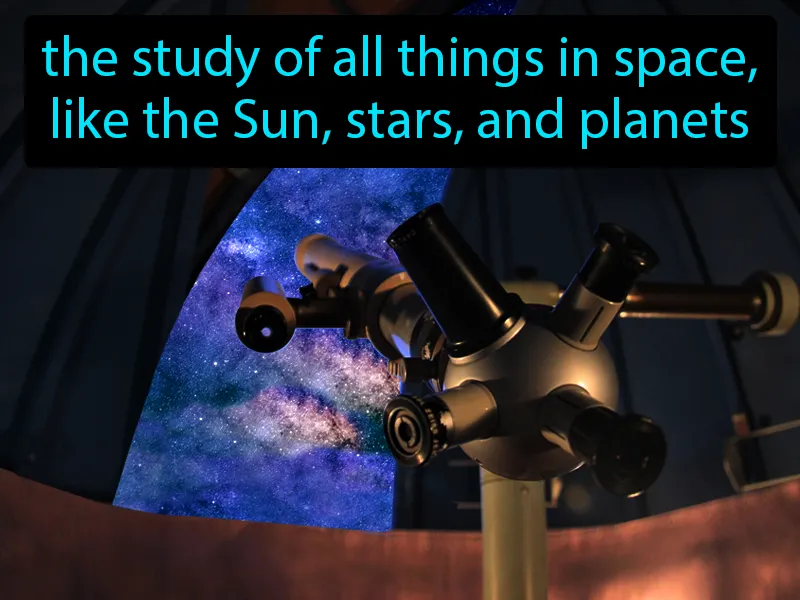 the study of all things in space,
like the Sun, stars, and planets